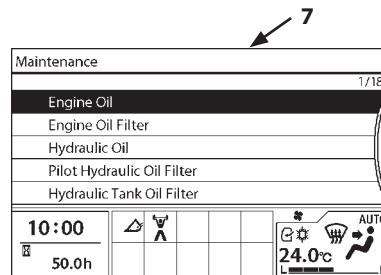 7
Maintenance
1/18
Engine Oil
Engine Oil Filter
Hydraulic Oil
Pilot Hydraulic Oil Filter
Hydraulic Tank Oil Filter
10:00
AUTO
50.0h
24.0°C
L